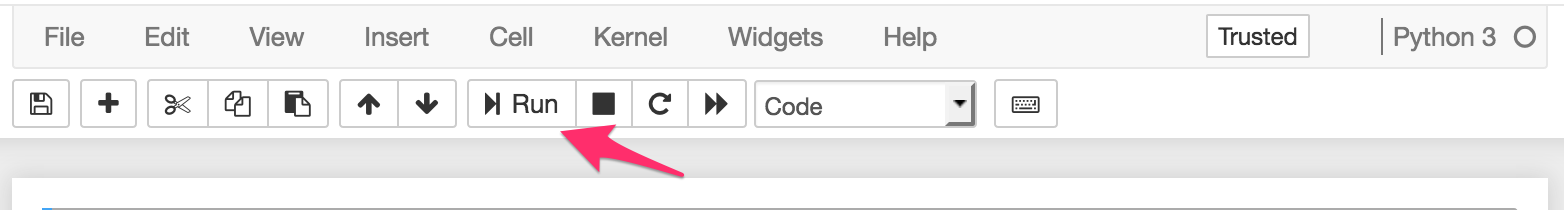 File Edit View Insert Cell Kernel Widgets Help Trusted Python 3
Run Code